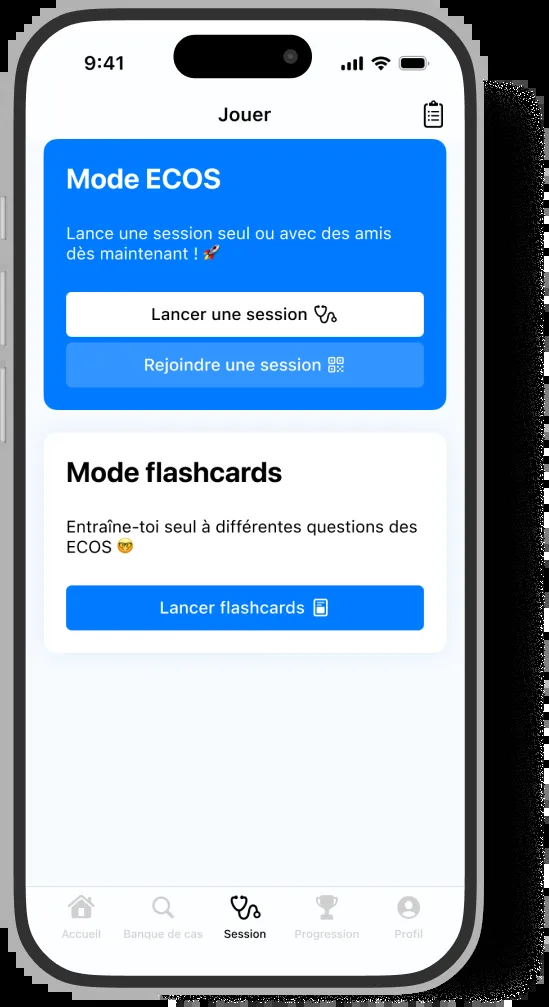 9:41
Jouer
Mode ECOS
Lance une session seul ou avec des amis
dès maintenant ! 🚀
Lancer une session
Rejoindre une session
Mode flashcards
Entraîne-toi seul à différentes questions des
ECOS 🤓
Lancer flashcards
Accueil
Banque de cas
Session
Progression
Profil